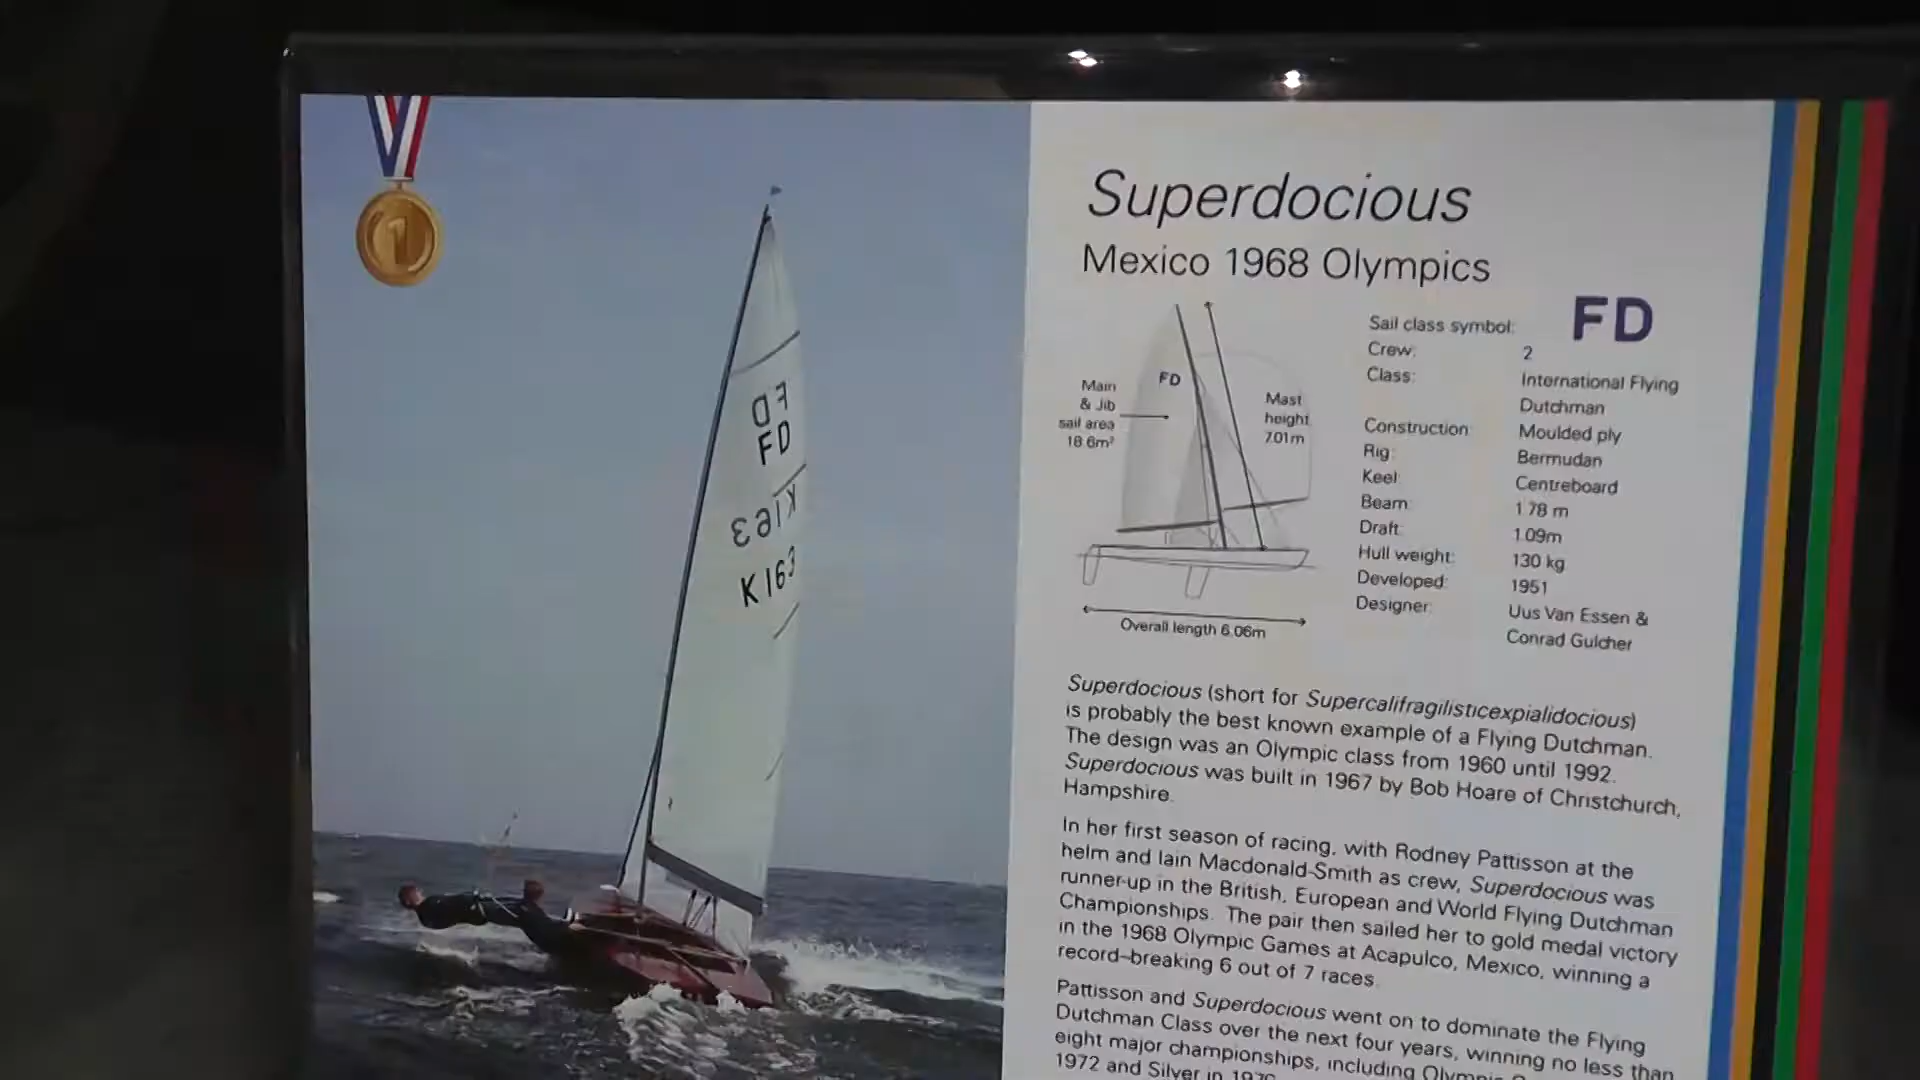 1
FD
FD
K163
K163
Superdocious
Mexico 1968 Olympics
FD
Main
& Jib
sail area
18.6m²
Mast
height
7.01m
Overall length 6.06m
Sail class symbol: FD
Crew: 2
Class: International Flying
Dutchman
Construction: Moulded ply
Rig: Bermudan
Keel: Centreboard
Beam: 1.78 m
Draft: 1.09m
Hull weight: 130 kg
Developed: 1951
Designer: Uus Van Essen &
Conrad Gulcher
Superdocious (short for Supercalifragilisticexpialidocious)
is probably the best known example of a Flying Dutchman.
The design was an Olympic class from 1960 until 1992.
Superdocious was built in 1967 by Bob Hoare of Christchurch,
Hampshire.
In her first season of racing, with Rodney Pattisson at the
helm and Iain Macdonald-Smith as crew, Superdocious was
runner-up in the British, European and World Flying Dutchman
Championships. The pair then sailed her to gold medal victory
in the 1968 Olympic Games at Acapulco, Mexico, winning a
record-breaking 6 out of 7 races.
Pattisson and Superdocious went on to dominate the Flying
Dutchman Class over the next four years, winning no less than
eight major championships, including
1972 and Silver in